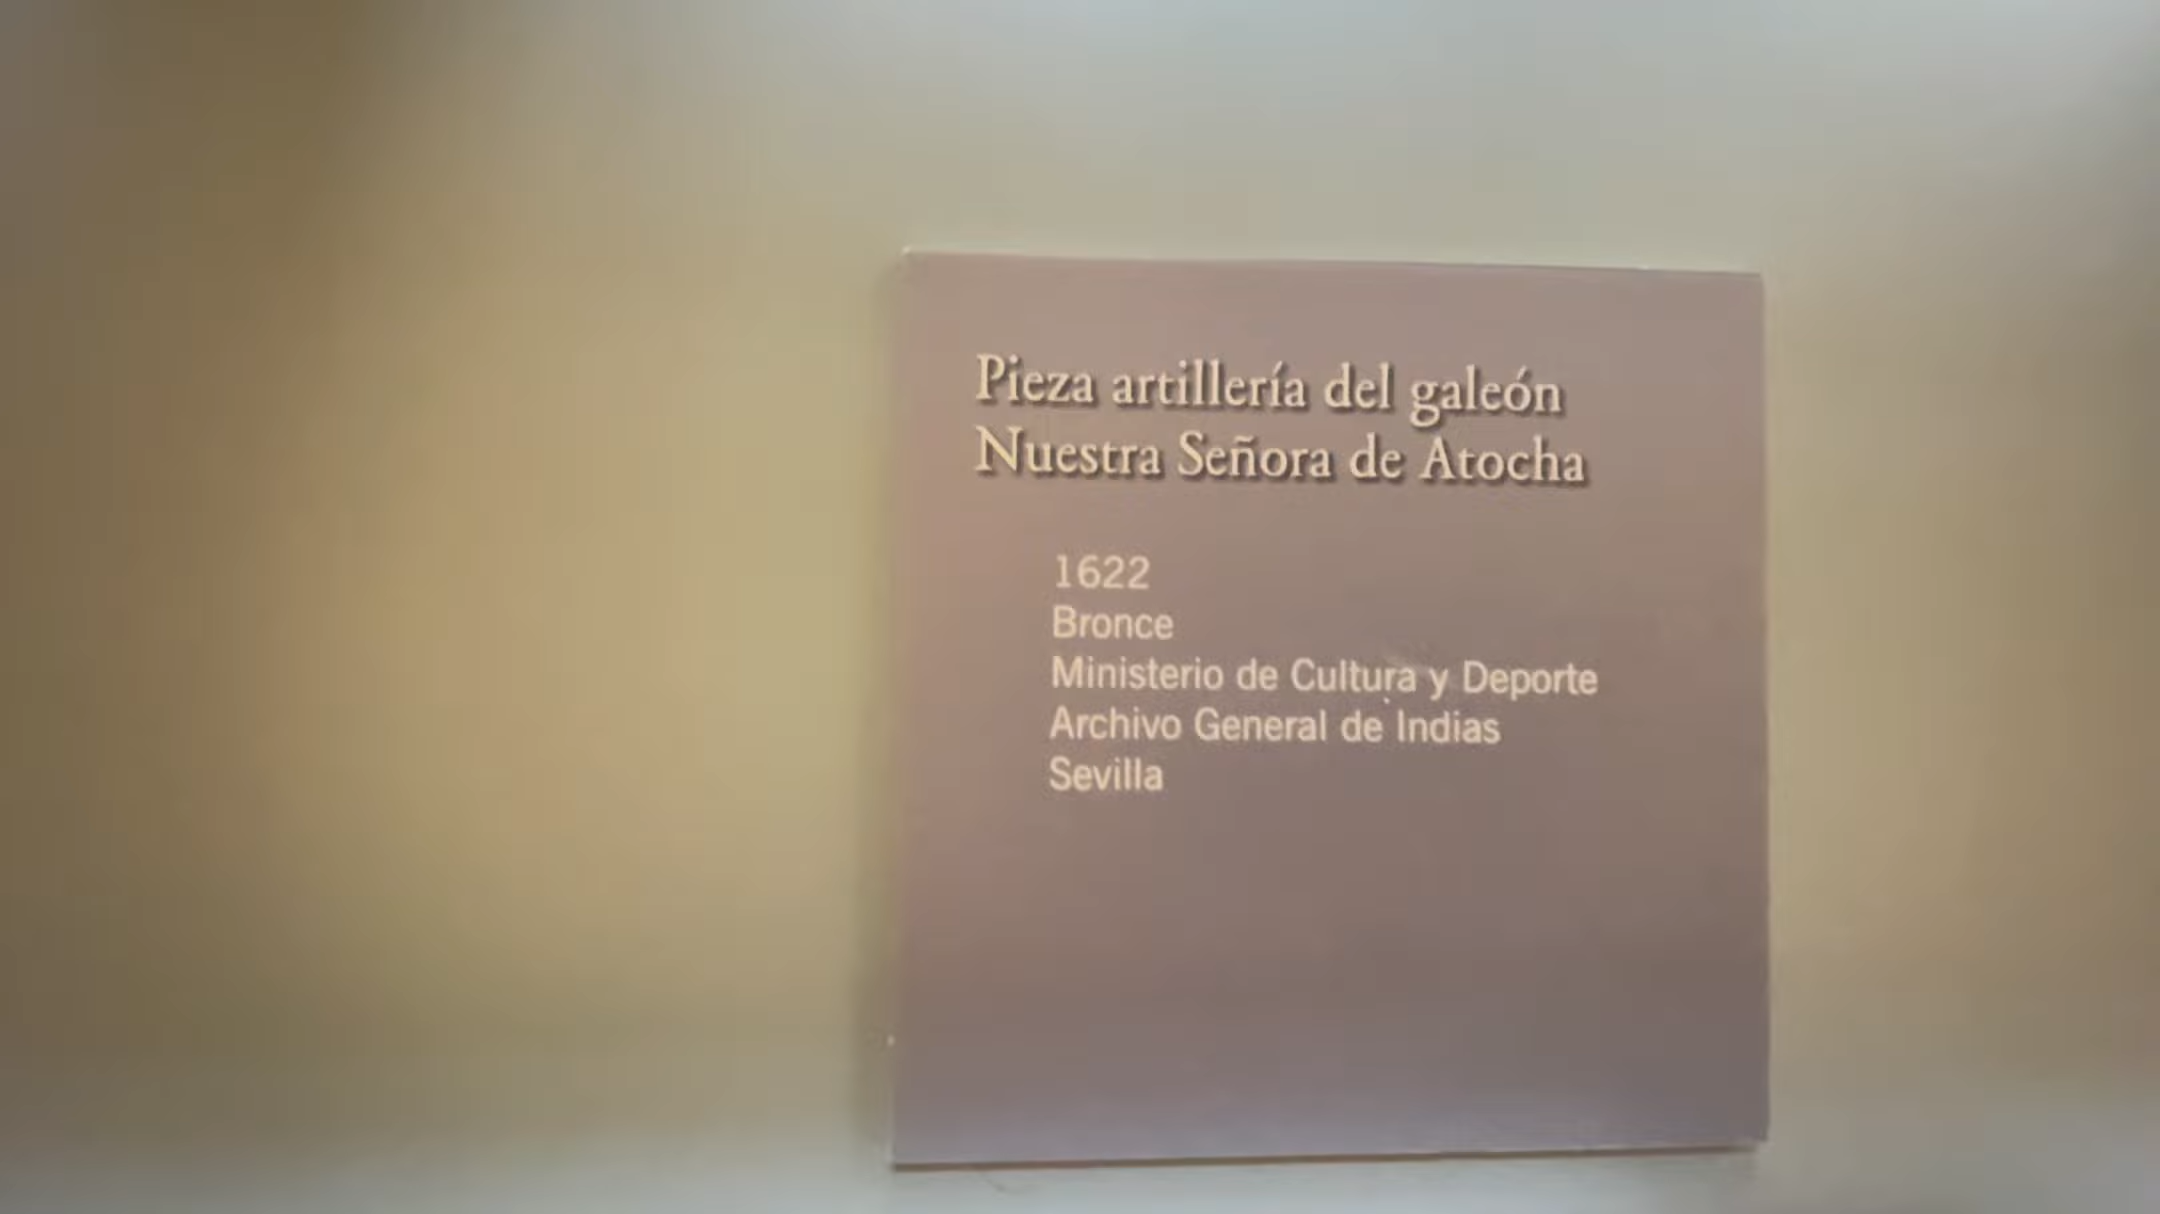 Pieza artillería del galeón
Nuestra Señora de Atocha
1622
Bronce
Ministerio de Cultura y Deporte
Archivo General de Indias
Sevilla